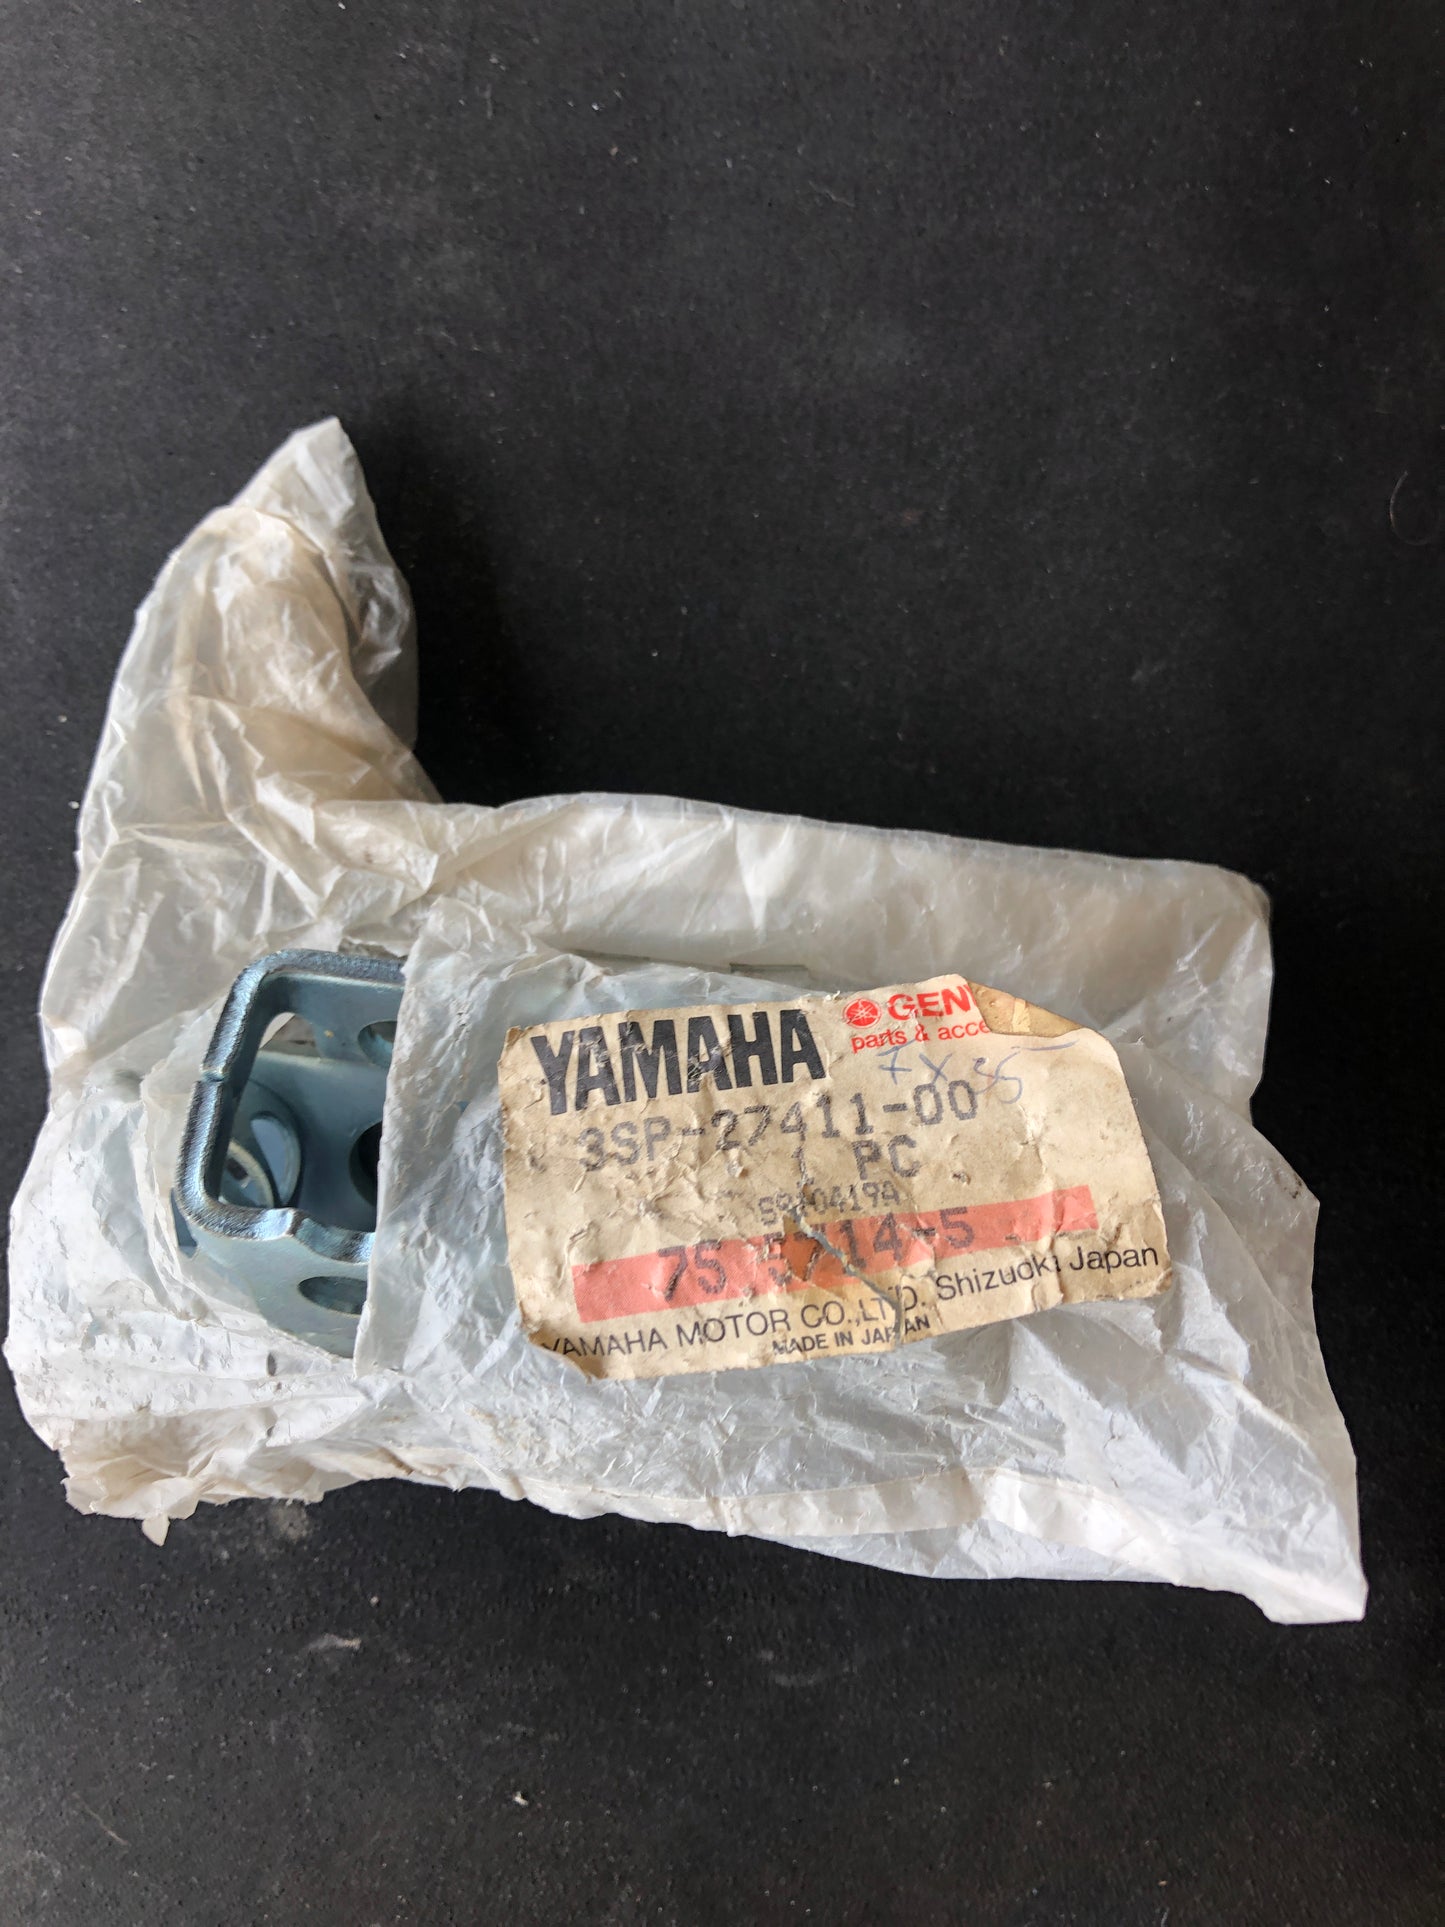 YAMAHA
GEN
parts & acce
3SP-27411-00
1 PC
75 5714-5
YAMAHA MOTOR CO.,LTD. Shizuoka Japan
MADE IN JAPAN